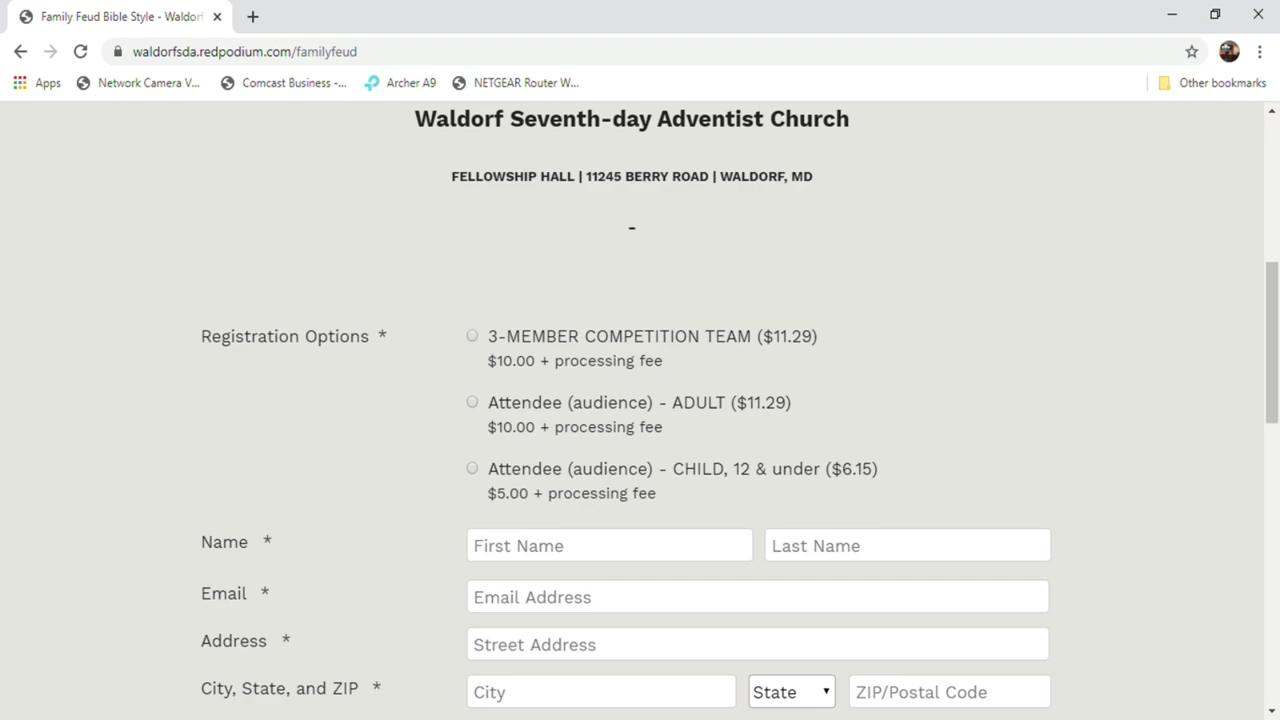 Family Feud Bible Style - Waldorf
waldorfsda.redpodium.com/familyfeud
Apps
Network Camera V...
Comcast Business -...
Archer A9
NETGEAR Router W...
Other bookmarks
Waldorf Seventh-day Adventist Church
FELLOWSHIP HALL | 11245 BERRY ROAD | WALDORF, MD
-
Registration Options *
3-MEMBER COMPETITION TEAM ($11.29)
$10.00 + processing fee
Attendee (audience) - ADULT ($11.29)
$10.00 + processing fee
Attendee (audience) - CHILD, 12 & under ($6.15)
$5.00 + processing fee
Name * First Name Last Name
Email * Email Address
Address * Street Address
City, State, and ZIP * City State ZIP/Postal Code